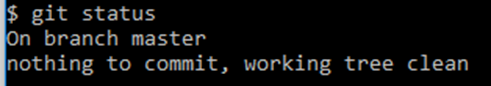 $ git status
On branch master
nothing to commit, working tree clean